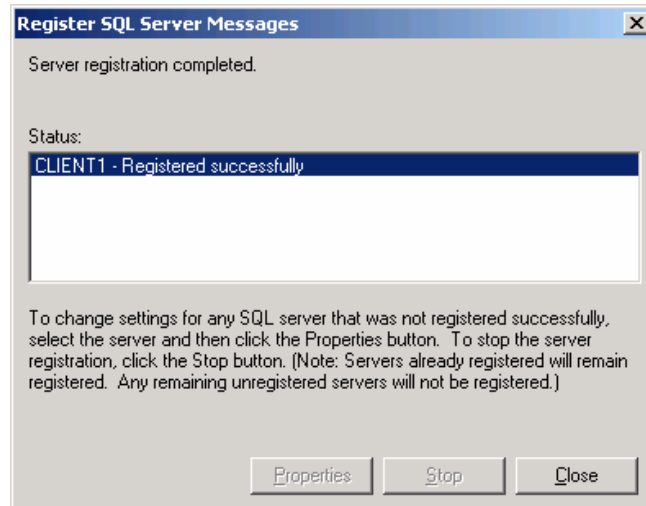 Register SQL Server Messages
Server registration completed.
Status:
CLIENT1 - Registered successfully
To change settings for any SQL server that was not registered successfully,
select the server and then click the Properties button.  To stop the server
registration, click the Stop button. (Note: Servers already registered will remain
registered.  Any remaining unregistered servers will not be registered.)
Properties
Stop
Close